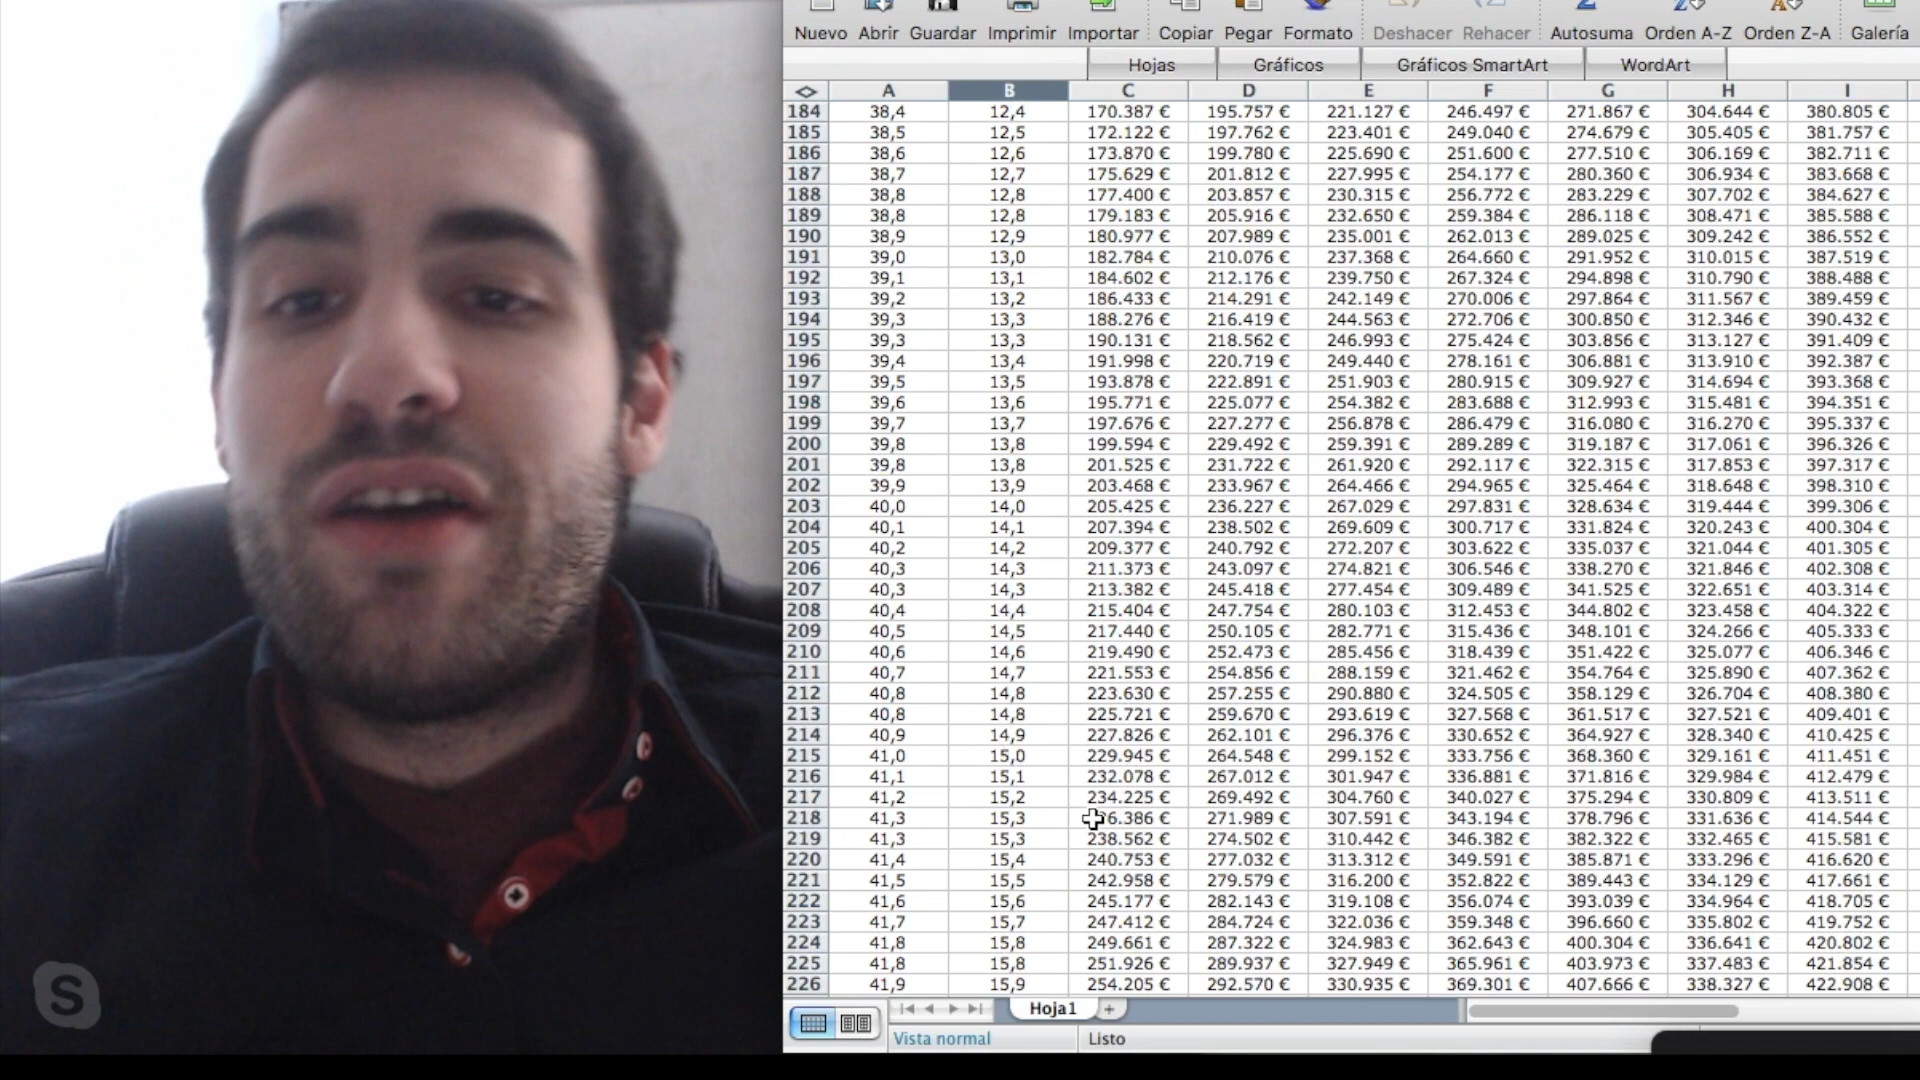 Nuevo Abrir Guardar Imprimir Importar Copiar Pegar Formato Deshacer Rehacer Autosuma Orden A-Z Orden Z-A Galería
Hojas Gráficos Gráficos SmartArt WordArt
A B C D E F G H I
184 38,4 12,4 170.387 € 195.757 € 221.127 € 246.497 € 271.867 € 304.644 € 380.805 €
185 38,5 12,5 172.122 € 197.762 € 223.401 € 249.040 € 274.679 € 305.405 € 381.757 €
186 38,6 12,6 173.870 € 199.780 € 225.690 € 251.600 € 277.510 € 306.169 € 382.711 €
187 38,7 12,7 175.629 € 201.812 € 227.995 € 254.177 € 280.360 € 306.934 € 383.668 €
188 38,8 12,8 177.400 € 203.857 € 230.315 € 256.772 € 283.229 € 307.702 € 384.627 €
189 38,8 12,8 179.183 € 205.916 € 232.650 € 259.384 € 286.118 € 308.471 € 385.588 €
190 38,9 12,9 180.977 € 207.989 € 235.001 € 262.013 € 289.025 € 309.242 € 386.552 €
191 39,0 13,0 182.784 € 210.076 € 237.368 € 264.660 € 291.952 € 310.015 € 387.519 €
192 39,1 13,1 184.602 € 212.176 € 239.750 € 267.324 € 294.898 € 310.790 € 388.488 €
193 39,2 13,2 186.433 € 214.291 € 242.149 € 270.006 € 297.864 € 311.567 € 389.459 €
194 39,3 13,3 188.276 € 216.419 € 244.563 € 272.706 € 300.850 € 312.346 € 390.432 €
195 39,3 13,3 190.131 € 218.562 € 246.993 € 275.424 € 303.856 € 313.127 € 391.409 €
196 39,4 13,4 191.998 € 220.719 € 249.440 € 278.161 € 306.881 € 313.910 € 392.387 €
197 39,5 13,5 193.878 € 222.891 € 251.903 € 280.915 € 309.927 € 314.694 € 393.368 €
198 39,6 13,6 195.771 € 225.077 € 254.382 € 283.688 € 312.993 € 315.481 € 394.351 €
199 39,7 13,7 197.676 € 227.277 € 256.878 € 286.479 € 316.080 € 316.270 € 395.337 €
200 39,8 13,8 199.594 € 229.492 € 259.391 € 289.289 € 319.187 € 317.061 € 396.326 €
201 39,8 13,8 201.525 € 231.722 € 261.920 € 292.117 € 322.315 € 317.853 € 397.317 €
202 39,9 13,9 203.468 € 233.967 € 264.466 € 294.965 € 325.464 € 318.648 € 398.310 €
203 40,0 14,0 205.425 € 236.227 € 267.029 € 297.831 € 328.634 € 319.444 € 399.306 €
204 40,1 14,1 207.394 € 238.502 € 269.609 € 300.717 € 331.824 € 320.243 € 400.304 €
205 40,2 14,2 209.377 € 240.792 € 272.207 € 303.622 € 335.037 € 321.044 € 401.305 €
206 40,3 14,3 211.373 € 243.097 € 274.821 € 306.546 € 338.270 € 321.846 € 402.308 €
207 40,3 14,3 213.382 € 245.418 € 277.454 € 309.489 € 341.525 € 322.651 € 403.314 €
208 40,4 14,4 215.404 € 247.754 € 280.103 € 312.453 € 344.802 € 323.458 € 404.322 €
209 40,5 14,5 217.440 € 250.105 € 282.771 € 315.436 € 348.101 € 324.266 € 405.333 €
210 40,6 14,6 219.490 € 252.473 € 285.456 € 318.439 € 351.422 € 325.077 € 406.346 €
211 40,7 14,7 221.553 € 254.856 € 288.159 € 321.462 € 354.764 € 325.890 € 407.362 €
212 40,8 14,8 223.630 € 257.255 € 290.880 € 324.505 € 358.129 € 326.704 € 408.380 €
213 40,8 14,8 225.721 € 259.670 € 293.619 € 327.568 € 361.517 € 327.521 € 409.401 €
214 40,9 14,9 227.826 € 262.101 € 296.376 € 330.652 € 364.927 € 328.340 € 410.425 €
215 41,0 15,0 229.945 € 264.548 € 299.152 € 333.756 € 368.360 € 329.161 € 411.451 €
216 41,1 15,1 232.078 € 267.012 € 301.947 € 336.881 € 371.816 € 329.984 € 412.479 €
217 41,2 15,2 234.225 € 269.492 € 304.760 € 340.027 € 375.294 € 330.809 € 413.511 €
218 41,3 15,3 271.989 € 307.591 € 343.194 € 378.796 € 331.636 € 414.544 €
219 41,3 15,3 238.562 € 274.502 € 310.442 € 346.382 € 382.322 € 332.465 € 415.581 €
220 41,4 15,4 240.753 € 277.032 € 313.312 € 349.591 € 385.871 € 333.296 € 416.620 €
221 41,5 15,5 242.958 € 279.579 € 316.200 € 352.822 € 389.443 € 334.129 € 417.661 €
222 41,6 15,6 245.177 € 282.143 € 319.108 € 356.074 € 393.039 € 334.964 € 418.705 €
223 41,7 15,7 247.412 € 284.724 € 322.036 € 359.348 € 396.660 € 335.802 € 419.752 €
224 41,8 15,8 249.661 € 287.322 € 324.983 € 362.643 € 400.304 € 336.641 € 420.802 €
225 41,8 15,8 251.926 € 289.937 € 327.949 € 365.961 € 403.973 € 337.483 € 421.854 €
226 41,9 15,9 254.205 € 292.570 € 330.935 € 369.301 € 407.666 € 338.327 € 422.908 €
Hoja1
Vista normal Listo
S